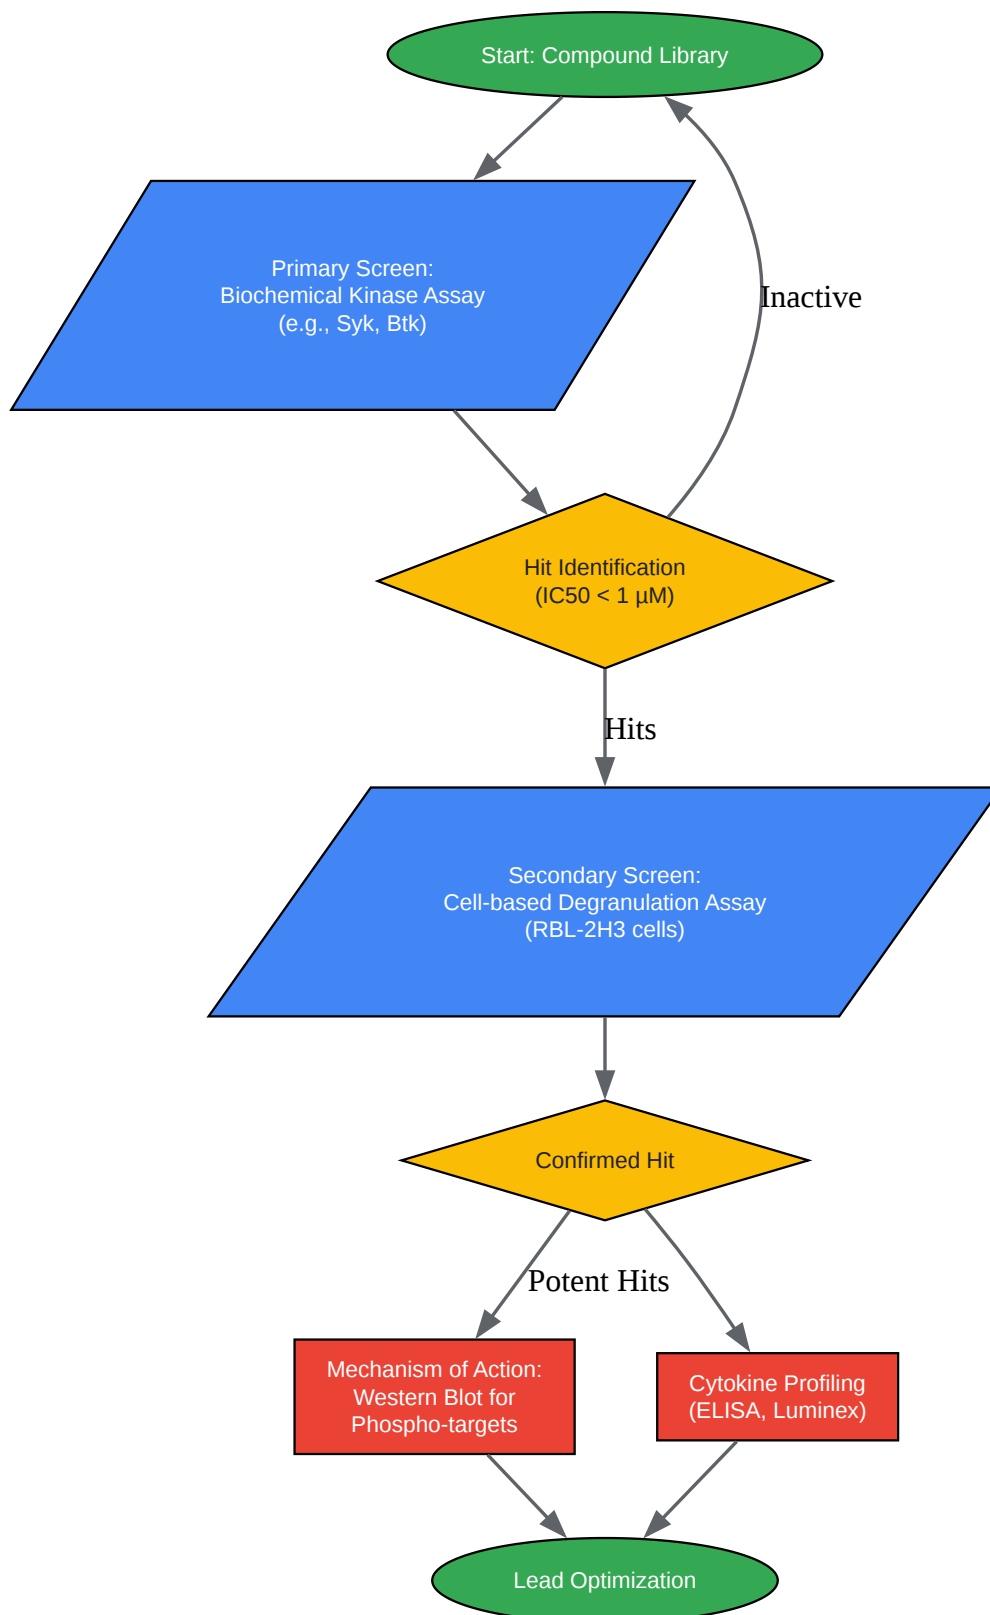 Start: Compound Library
Primary Screen:
Biochemical Kinase Assay
(e.g., Syk, Btk)
Inactive
Hit Identification
(IC50 < 1 µM)
Hits
Secondary Screen:
Cell-based Degranulation Assay
(RBL-2H3 cells)
Confirmed Hit
Potent Hits
Mechanism of Action:
Western Blot for
Phospho-targets
Cytokine Profiling
(ELISA, Luminex)
Lead Optimization